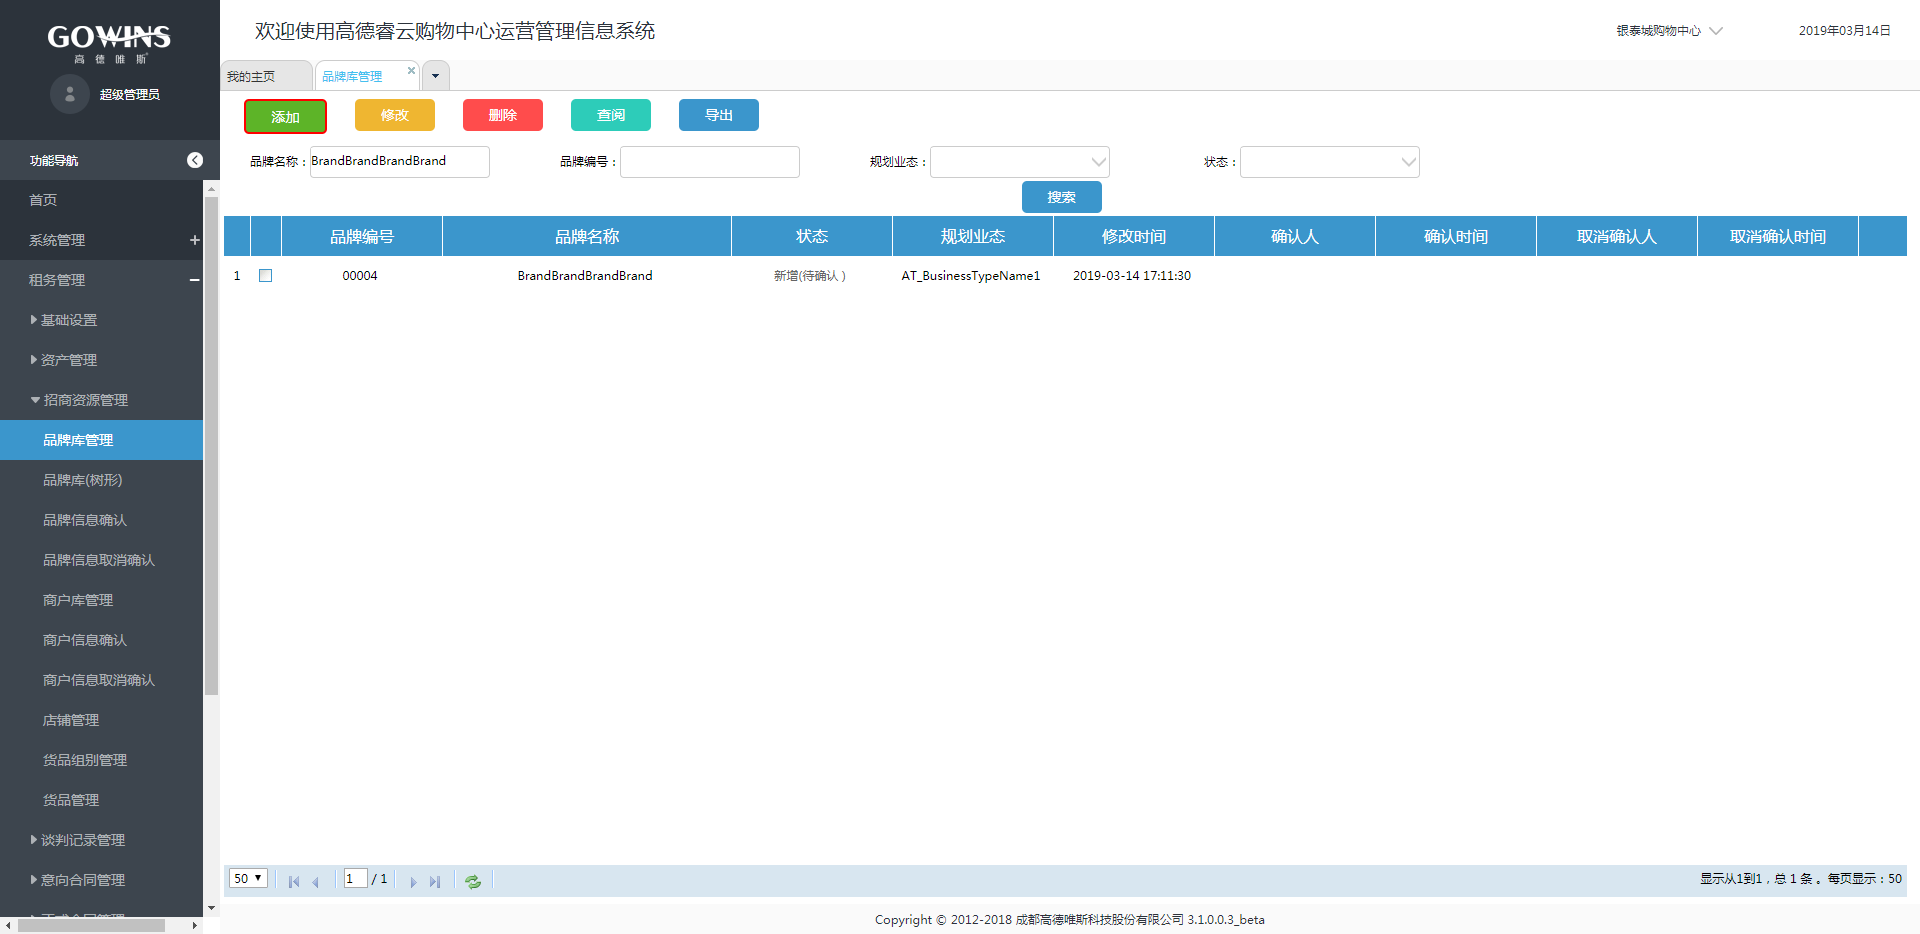 GOWINS
高 德 唯 斯
超级管理员
欢迎使用高德睿云购物中心运营管理信息系统
银泰城购物中心
2019年03月14日
我的主页
品牌库管理
添加
修改
删除
查阅
导出
功能导航
品牌名称：BrandBrandBrandBrand
品牌编号：
规划业态：
状态：
搜索
首页
系统管理
租务管理
基础设置
资产管理
招商资源管理
品牌库管理
品牌库(树形)
品牌信息确认
品牌信息取消确认
商户库管理
商户信息确认
商户信息取消确认
店铺管理
货品组别管理
货品管理
谈判记录管理
意向合同管理
品牌编号 品牌名称 状态 规划业态 修改时间 确认人 确认时间 取消确认人 取消确认时间
1 00004 BrandBrandBrandBrand 新增(待确认) AT_BusinessTypeName1 2019-03-14 17:11:30
50
1 / 1
显示从1到1，总 1 条 。每页显示：50
Copyright © 2012-2018 成都高德唯斯科技股份有限公司 3.1.0.0.3_beta